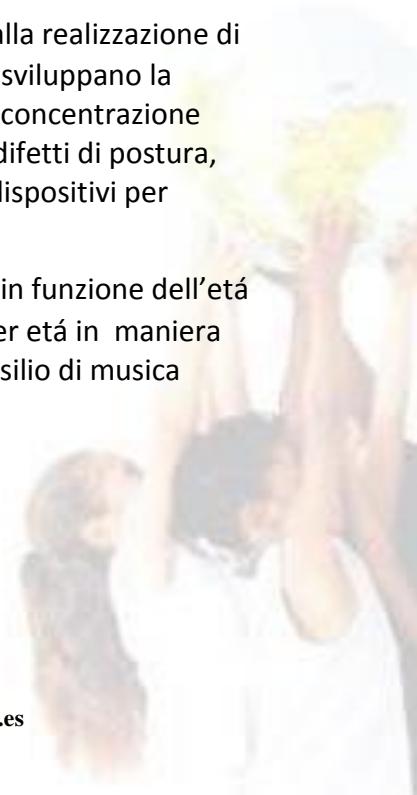 alla realizzazione di
sviluppano la
concentrazione
difetti di postura,
dispositivi per
in funzione dell’etá
er etá in maniera
silio di musica
.es